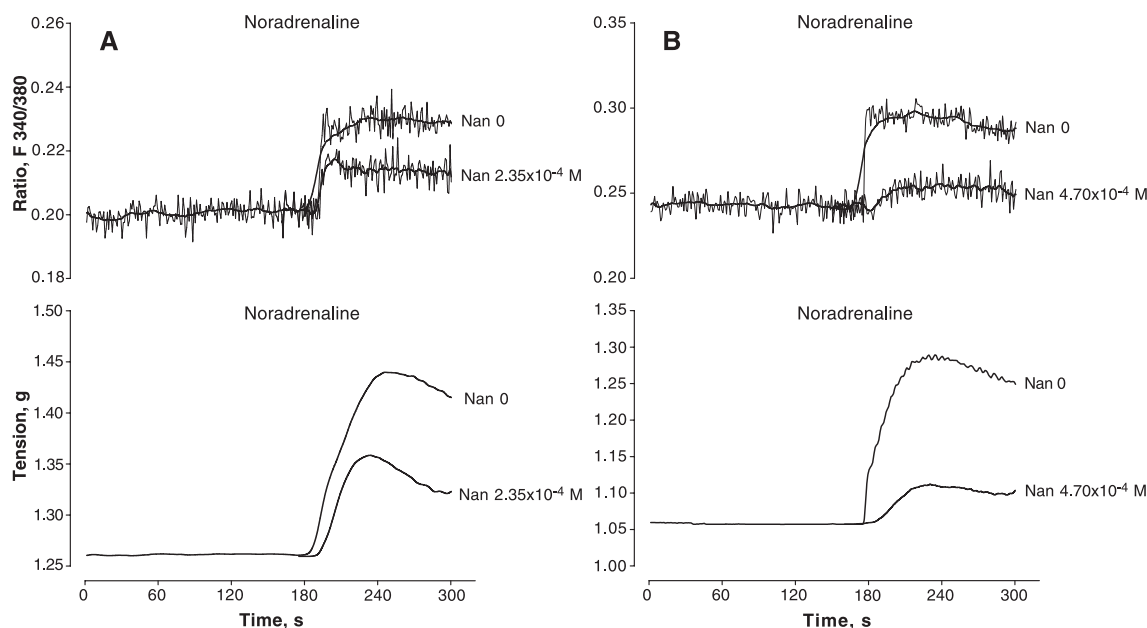 Noradrenaline
A
Ratio, F 340/380
0.26
0.24
0.22
0.20
0.18
Nan 0
Nan 2.35x10-4 M
Noradrenaline
B
0.35
0.30
0.25
0.20
Nan 0
Nan 4.70x10-4 M
Noradrenaline
Tension, g
1.50
1.45
1.40
1.35
1.30
1.25
Nan 0
Nan 2.35x10-4 M
0 60 120 180 240 300
Time, s
Noradrenaline
1.35
1.30
1.25
1.20
1.15
1.10
1.05
1.00
Nan 0
Nan 4.70x10-4 M
0 60 120 180 240 300
Time, s